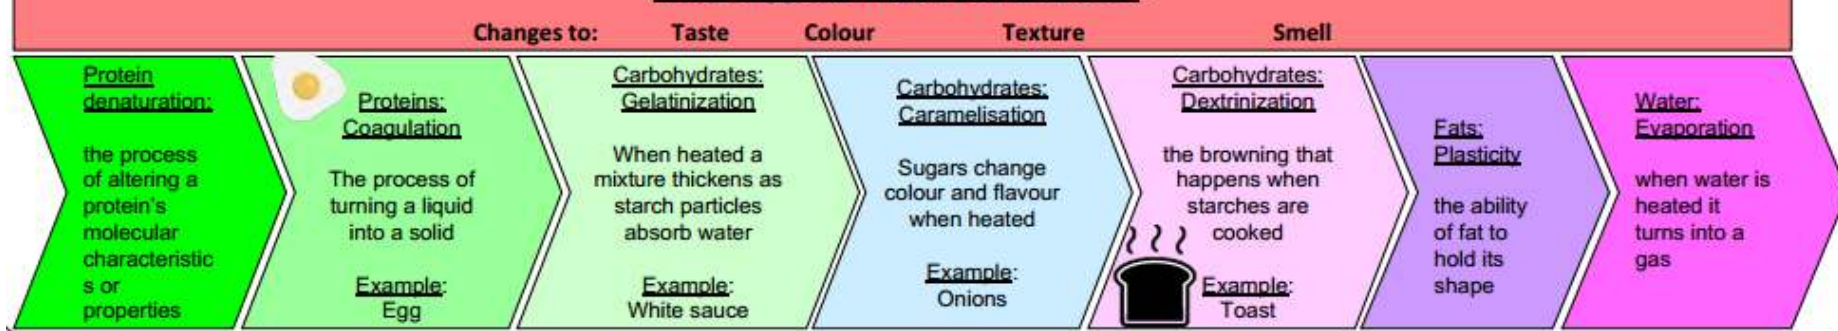 Changes to: Taste Colour Texture Smell
Protein
denaturation:
the process
of altering a
protein's
molecular
characteristic
s or
properties
Proteins:
Coagulation
The process of
turning a liquid
into a solid
Example:
Egg
Carbohydrates:
Gelatinization
When heated a
mixture thickens as
starch particles
absorb water
Example:
White sauce
Carbohydrates:
Caramelisation
Sugars change
colour and flavour
when heated
Example:
Onions
Carbohydrates:
Dextrinization
the browning that
happens when
starches are
cooked
Example:
Toast
Fats:
Plasticity
the ability
of fat to
hold its
shape
Water:
Evaporation
when water is
heated it
turns into a
gas